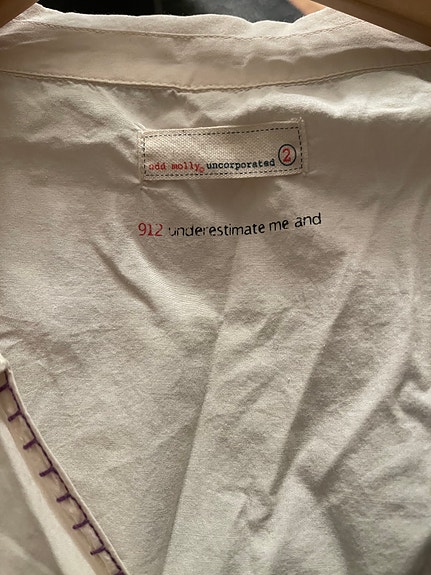 odd molly® uncorporated 2
912 underestimate me and